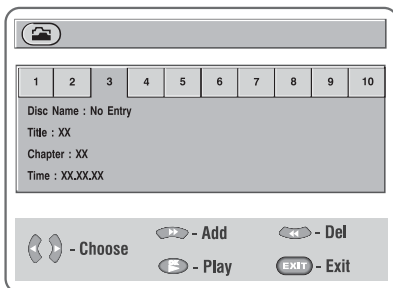 1 2 3 4 5 6 7 8 9 10
Disc Name : No Entry
Title : XX
Chapter : XX
Time : XX.XX.XX
- Choose - Add - Del
- Play EXIT - Exit